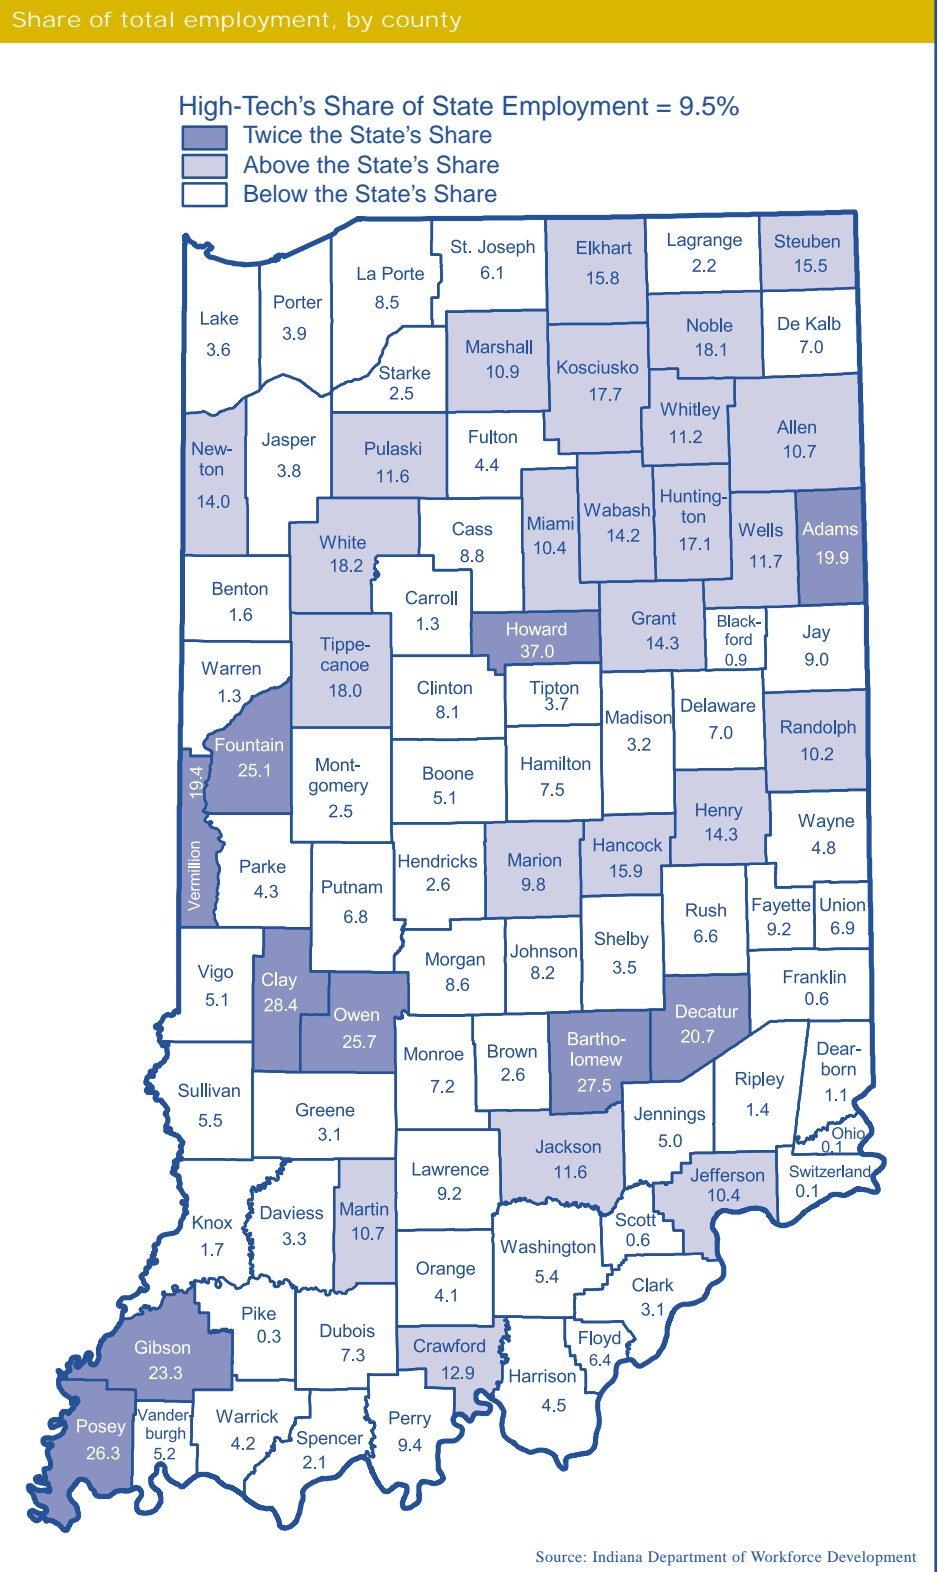 Share of total employment, by county
High-Tech's Share of State Employment = 9.5%
Twice the State's Share
Above the State's Share
Below the State's Share
St. Joseph
6.1
Elkhart
15.8
Lagrange
2.2
Steuben
15.5
La Porte
8.5
Porter
3.9
Lake
3.6
Noble
18.1
De Kalb
7.0
Marshall
10.9
Starke
2.5
Kosciusko
17.7
Whitley
11.2
Allen
10.7
New-
ton
14.0
Jasper
3.8
Pulaski
11.6
Fulton
4.4
White
18.2
Cass
8.8
Miami
10.4
Wabash
14.2
Hunting-
ton
17.1
Wells
11.7
Adams
19.9
Benton
1.6
Carroll
1.3
Howard
37.0
Grant
14.3
Black-
ford
0.9
Jay
9.0
Warren
1.3
Tippe-
canoe
18.0
Clinton
8.1
Tipton
3.7
Madison
3.2
Delaware
7.0
Randolph
10.2
Fountain
25.1
Vermillion
19.4
Mont-
gomery
2.5
Boone
5.1
Hamilton
7.5
Henry
14.3
Wayne
4.8
Parke
4.3
Putnam
6.8
Hendricks
2.6
Marion
9.8
Hancock
15.9
Rush
6.6
Fayette
9.2
Union
6.9
Vigo
5.1
Clay
28.4
Owen
25.7
Morgan
8.6
Johnson
8.2
Shelby
3.5
Decatur
20.7
Franklin
0.6
Sullivan
5.5
Greene
3.1
Monroe
7.2
Brown
2.6
Bartho-
lomew
27.5
Jennings
5.0
Ripley
1.4
Dear-
born
1.1
Ohio
0.1
Switzerland
0.1
Knox
1.7
Daviess
3.3
Martin
10.7
Lawrence
9.2
Jackson
11.6
Jefferson
10.4
Scott
0.6
Washington
5.4
Orange
4.1
Clark
3.1
Gibson
23.3
Pike
0.3
Dubois
7.3
Crawford
12.9
Harrison
4.5
Floyd
6.4
Posey
26.3
Vander-
burgh
5.2
Warrick
4.2
Spencer
2.1
Perry
9.4
Source: Indiana Department of Workforce Development